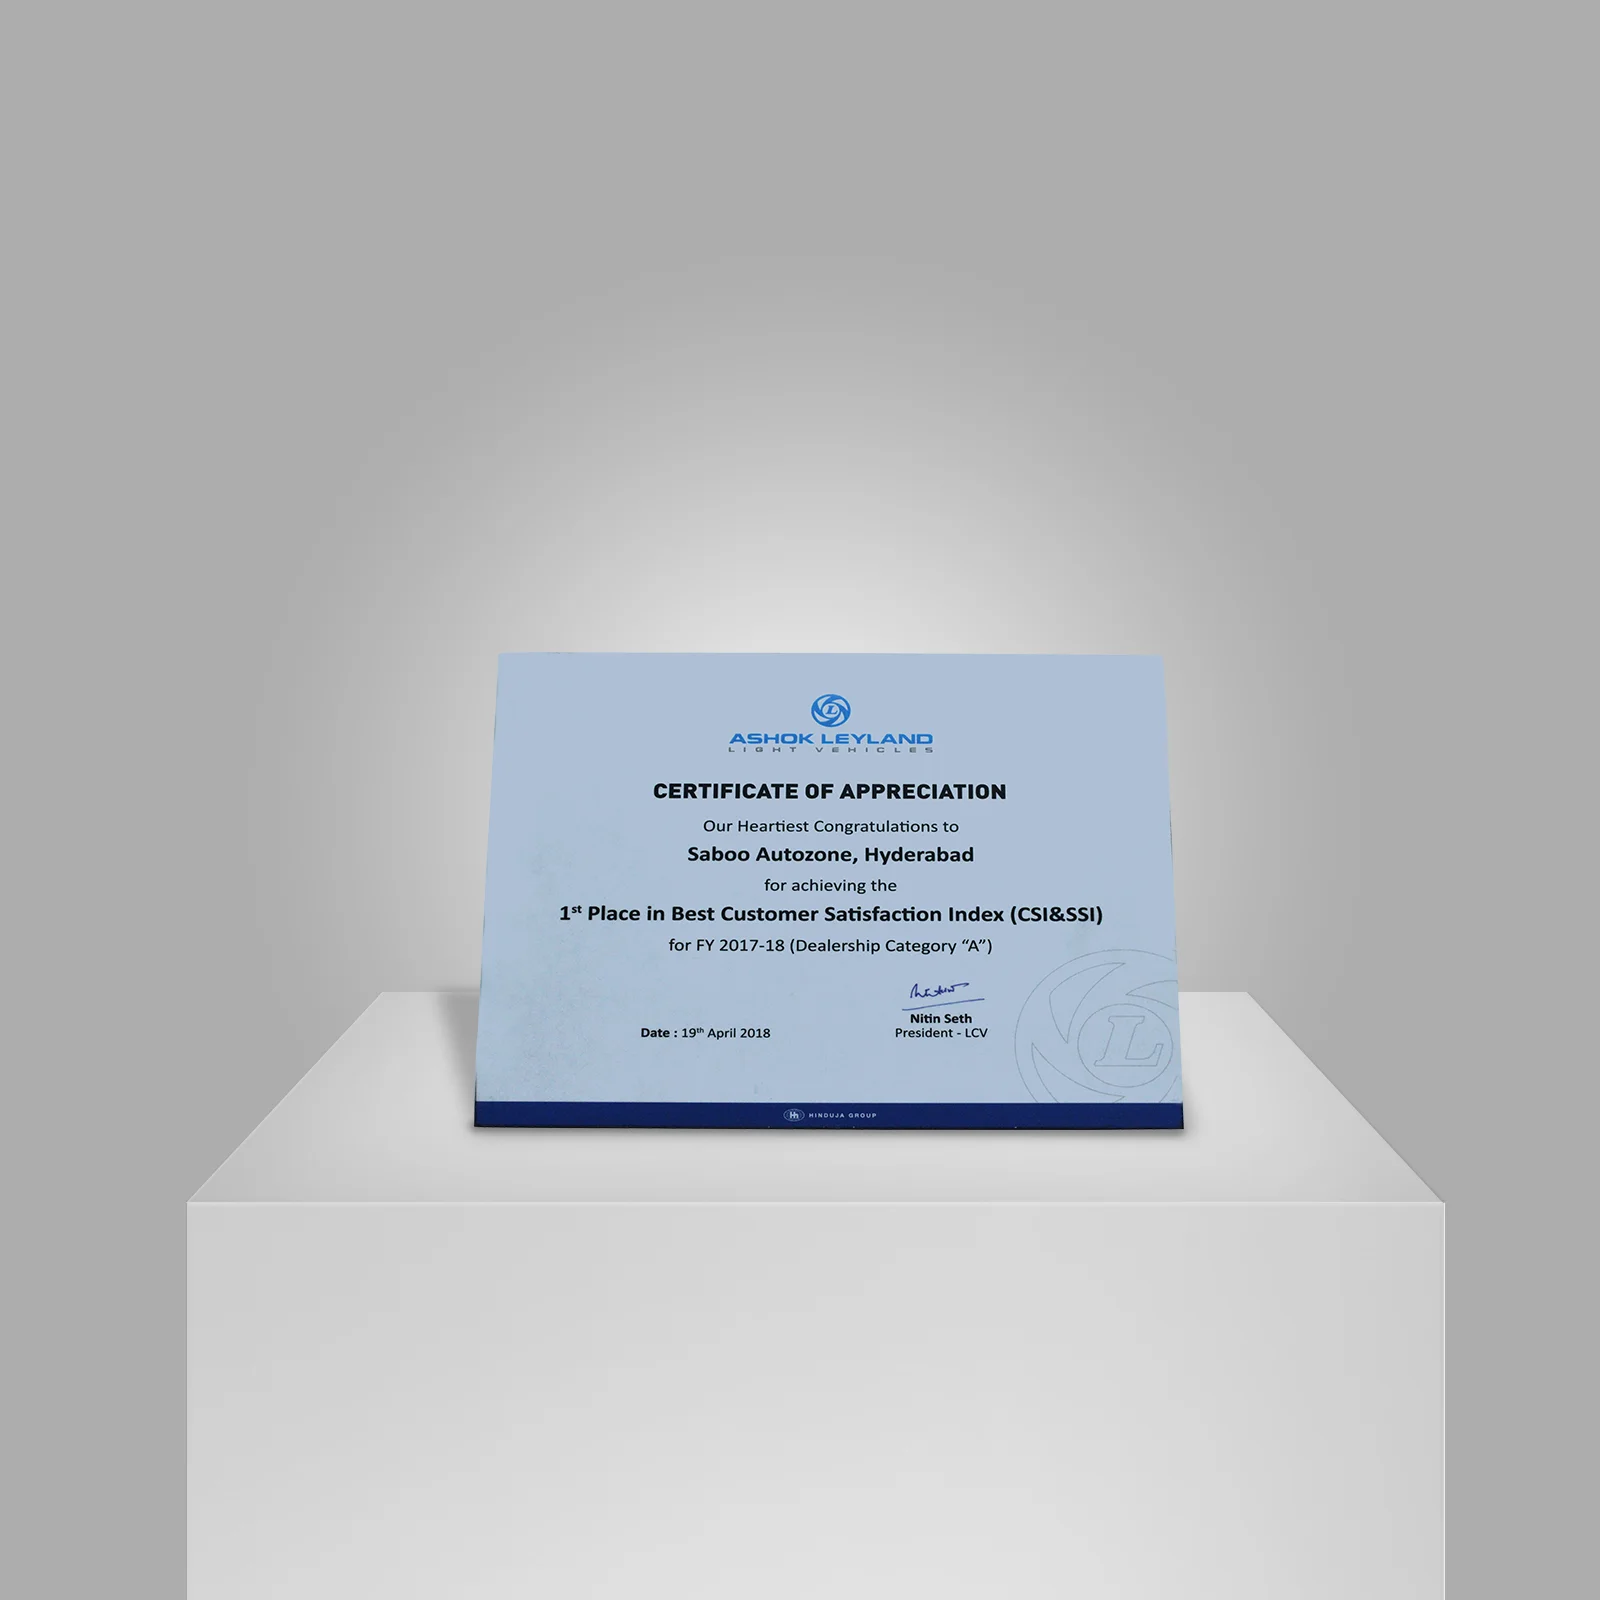 L
ASHOK LEYLAND
LIGHT VEHICLES
CERTIFICATE OF APPRECIATION
Our Heartiest Congratulations to
Saboo Autozone, Hyderabad
for achieving the
1st Place in Best Customer Satisfaction Index (CSI&SSI)
for FY 2017-18 (Dealership Category “A”)
Nitin Seth
Date : 19th April 2018 President - LCV
L
HINDUJA GROUP